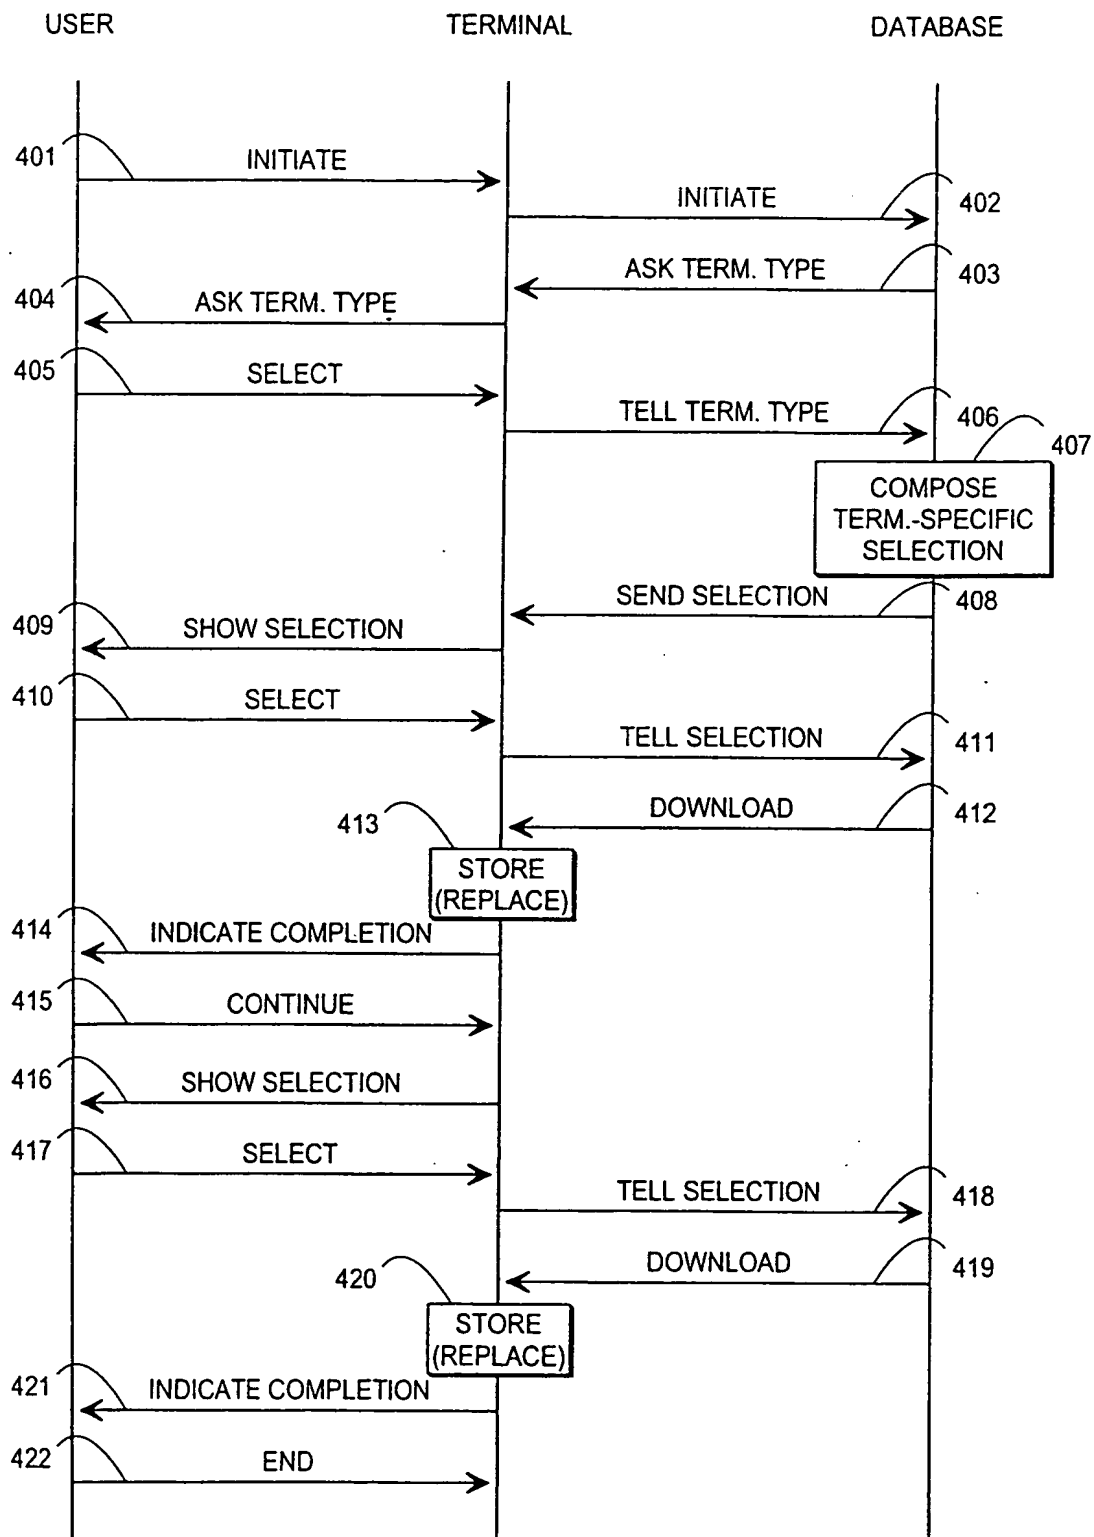 USER TERMINAL DATABASE
401 INITIATE
INITIATE 402
ASK TERM. TYPE 403
404 ASK TERM. TYPE
405 SELECT
TELL TERM. TYPE 406
407
COMPOSE
TERM.-SPECIFIC
SELECTION
SEND SELECTION 408
409 SHOW SELECTION
410 SELECT
TELL SELECTION 411
DOWNLOAD 412
413
STORE
(REPLACE)
414 INDICATE COMPLETION
415 CONTINUE
416 SHOW SELECTION
417 SELECT
TELL SELECTION 418
DOWNLOAD 419
420
STORE
(REPLACE)
421 INDICATE COMPLETION
422 END